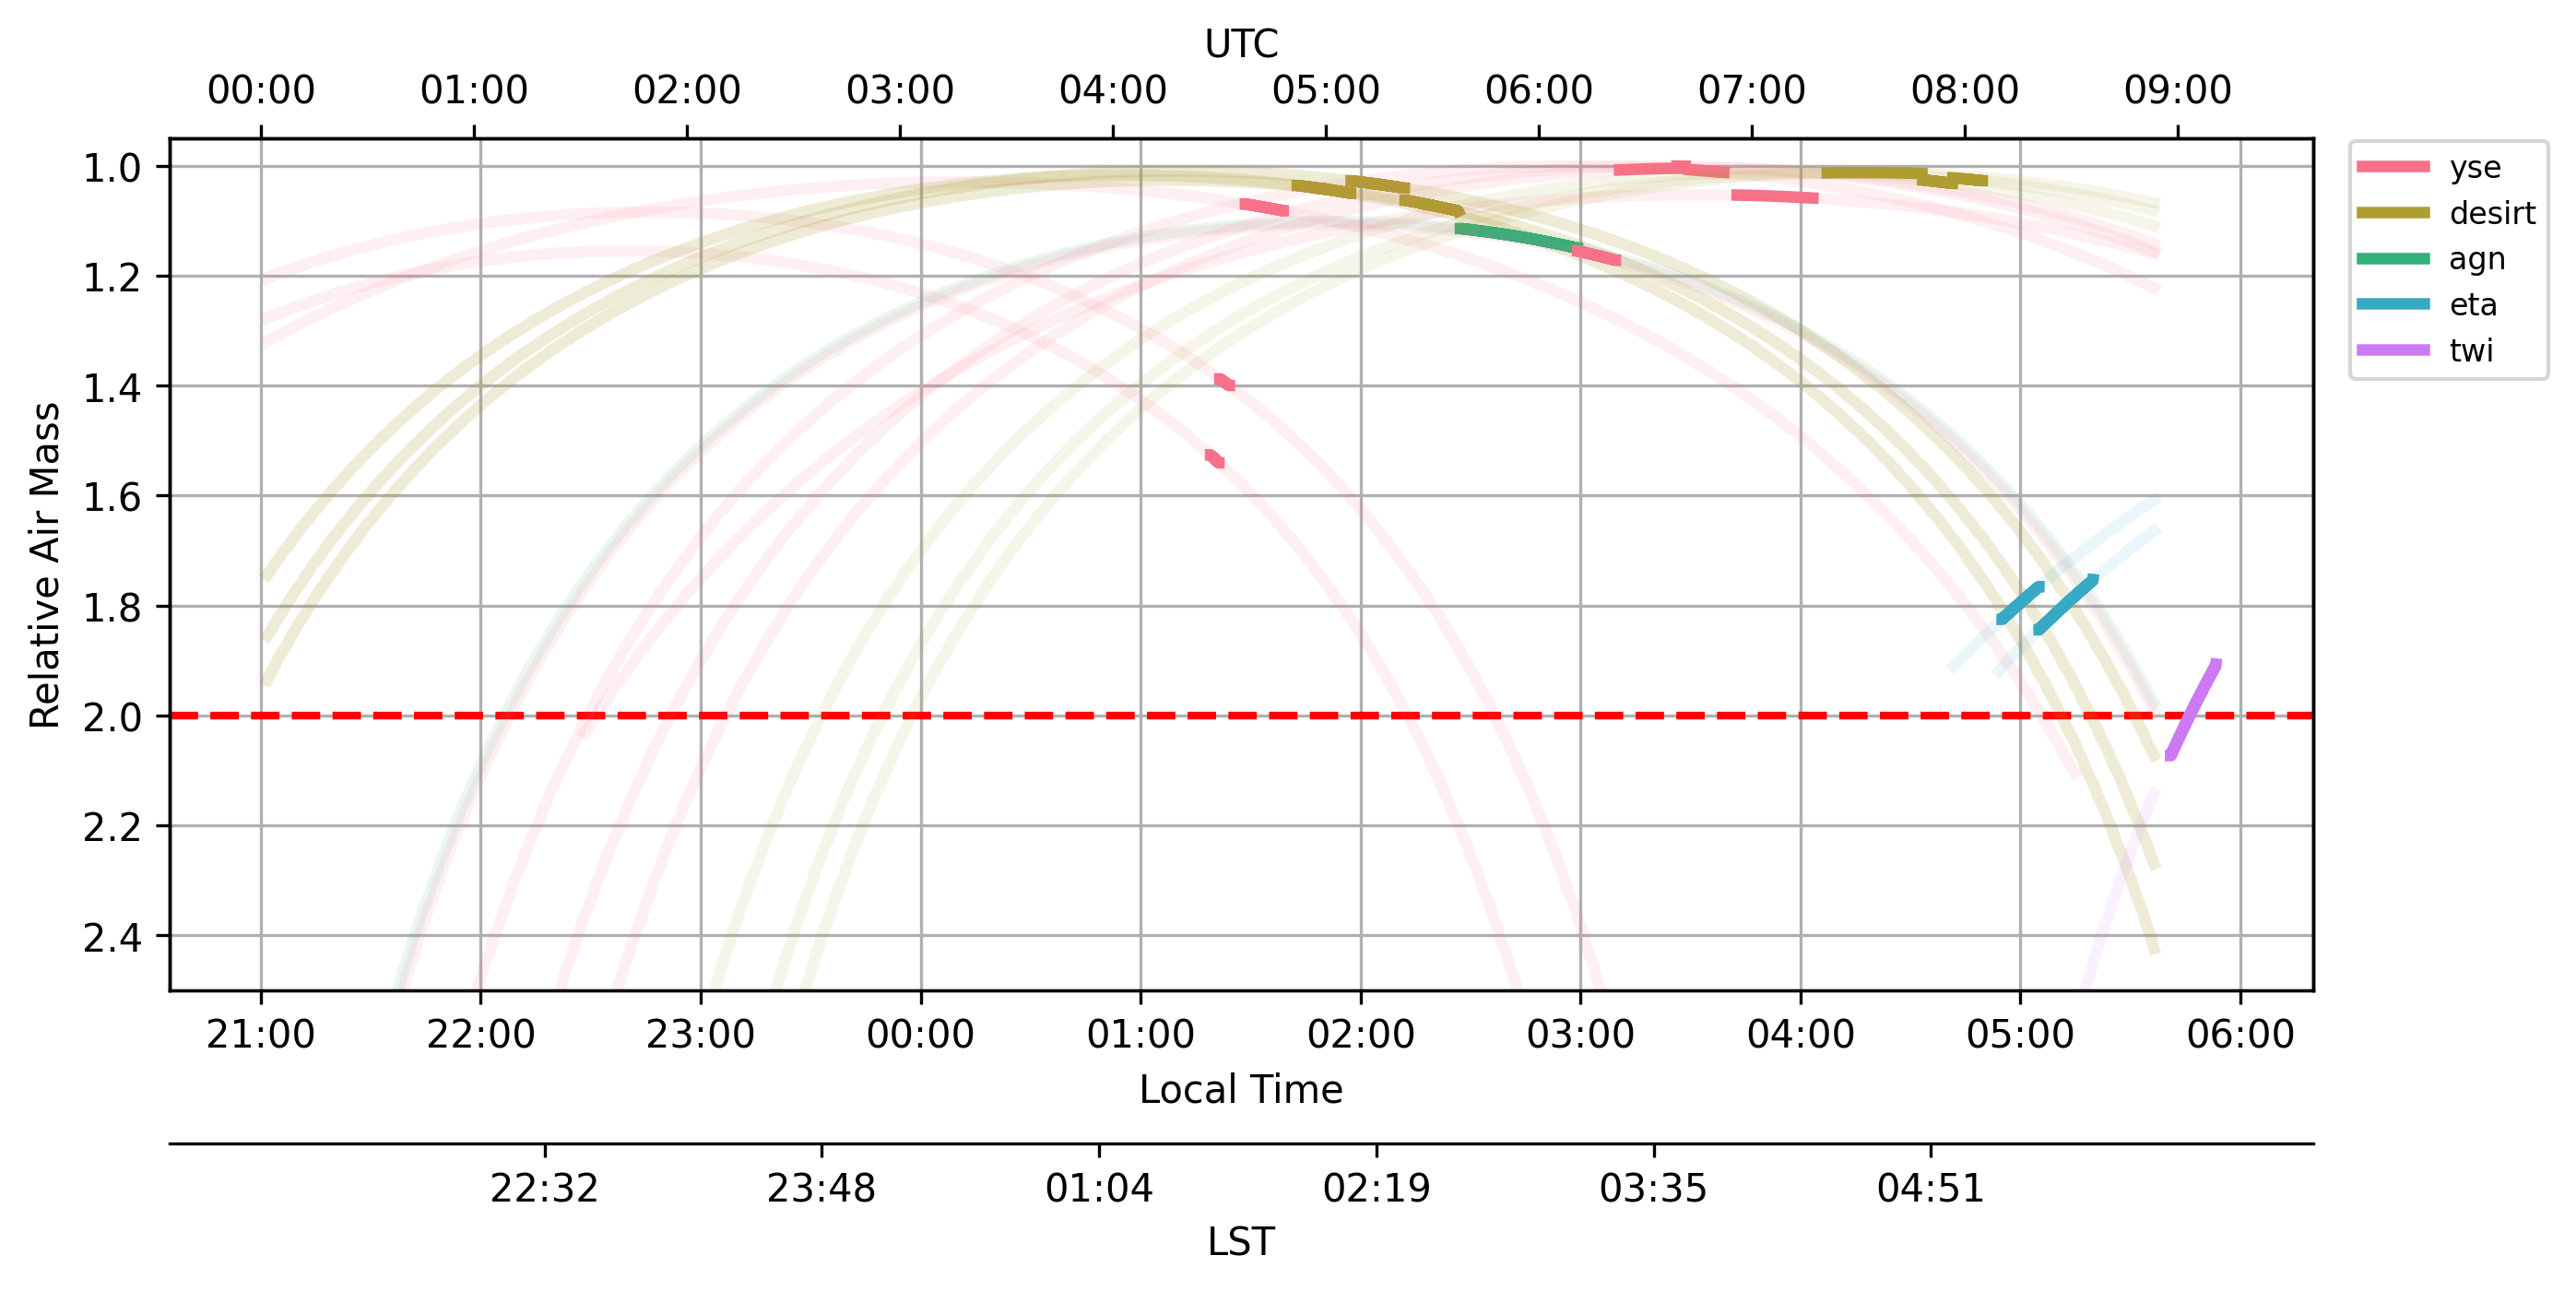 UTC
00:00 01:00 02:00 03:00 04:00 05:00 06:00 07:00 08:00 09:00
yse
desirt
agn
eta
twi
Relative Air Mass
1.0
1.2
1.4
1.6
1.8
2.0
2.2
2.4
21:00 22:00 23:00 00:00 01:00 02:00 03:00 04:00 05:00 06:00
Local Time
22:32 23:48 01:04 02:19 03:35 04:51
LST